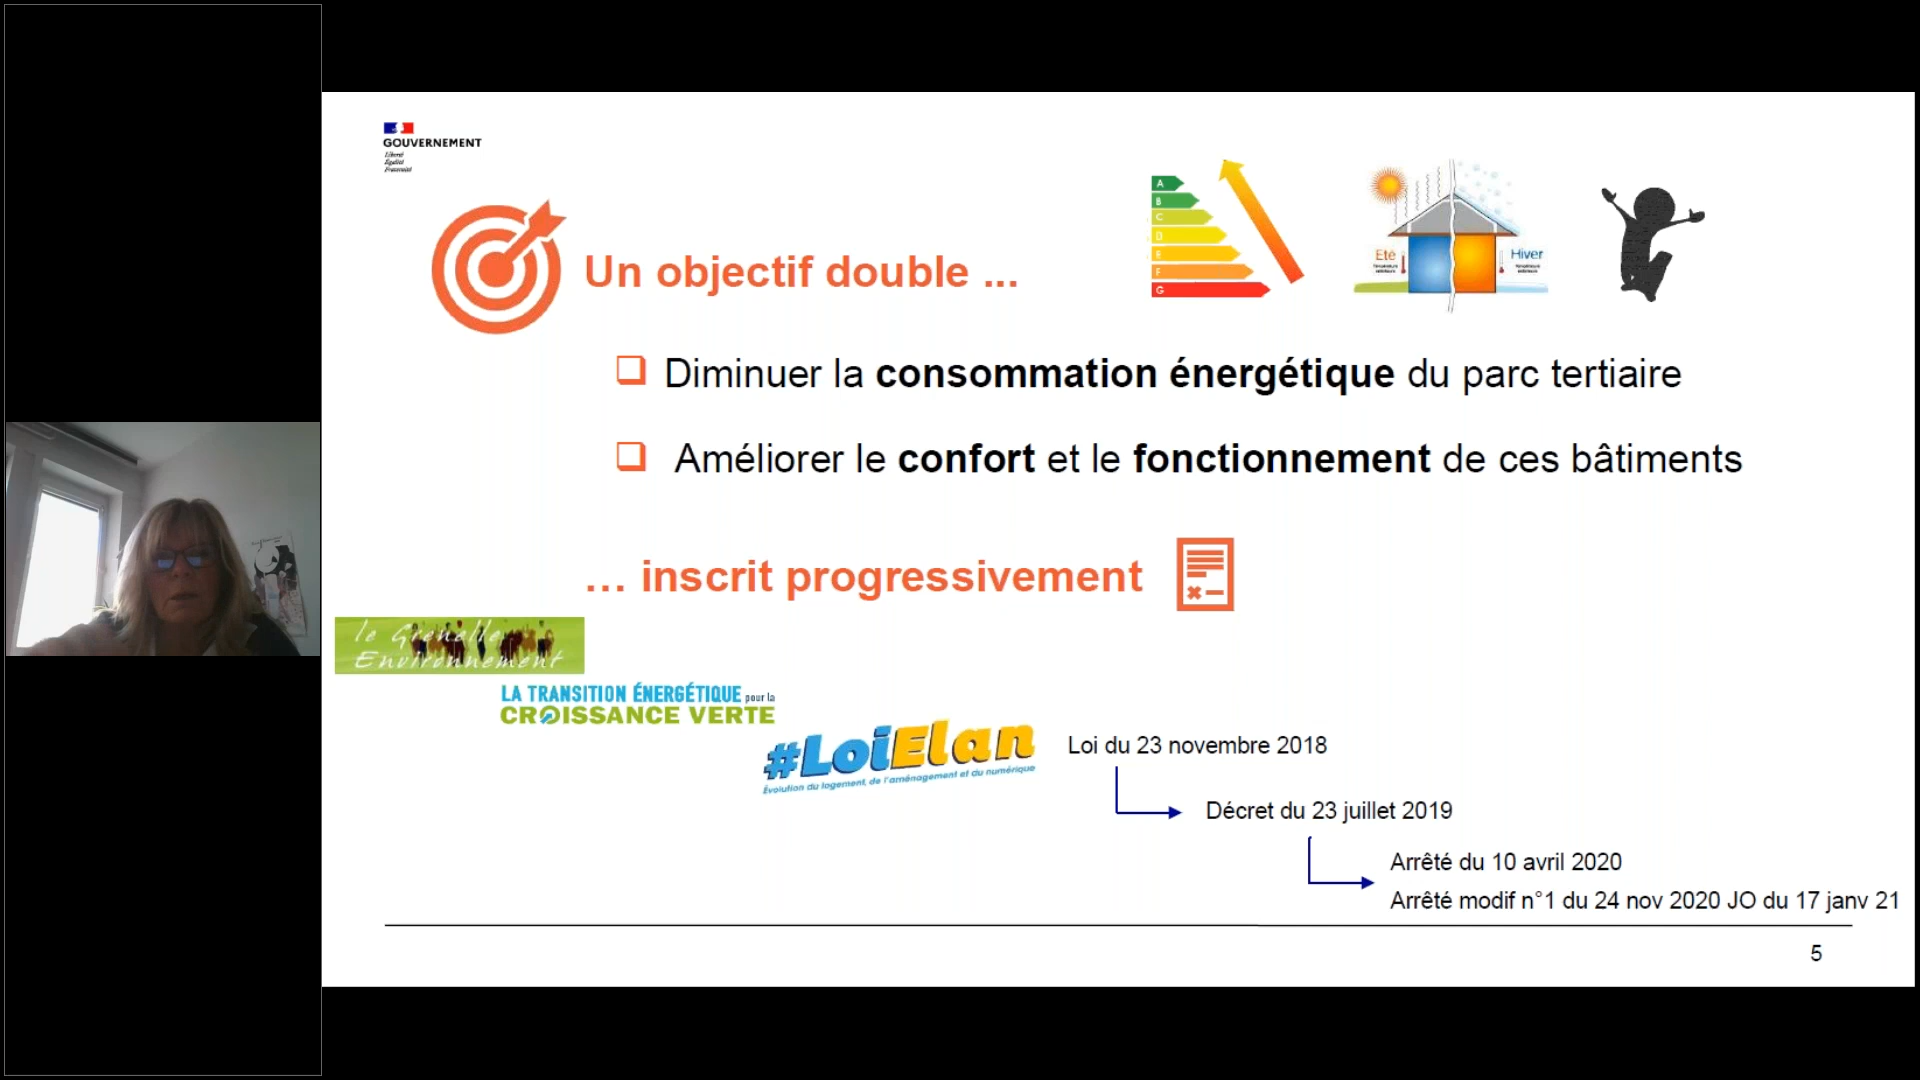 GOUVERNEMENT
Liberté
Égalité
Fraternité
A
B
C
D
E
F
G
Eté
Hiver
Un objectif double ...
Diminuer la consommation énergétique du parc tertiaire
Améliorer le confort et le fonctionnement de ces bâtiments
... inscrit progressivement
le Grenelle
Environnement
LA TRANSITION ÉNERGÉTIQUE pour la
CROISSANCE VERTE
#LoiElan
Évolution du logement, de l'aménagement et du numérique
Loi du 23 novembre 2018
Décret du 23 juillet 2019
Arrêté du 10 avril 2020
Arrêté modif n°1 du 24 nov 2020 JO du 17 janv 21
5